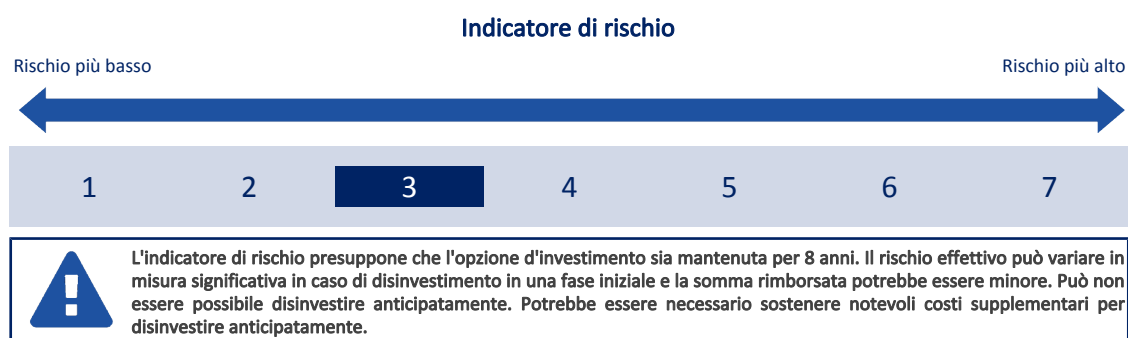 Indicatore di rischio
Rischio più basso
Rischio più alto
1 2 3 4 5 6 7
L'indicatore di rischio presuppone che l'opzione d'investimento sia mantenuta per 8 anni. Il rischio effettivo può variare in
misura significativa in caso di disinvestimento in una fase iniziale e la somma rimborsata potrebbe essere minore. Può non
essere possibile disinvestire anticipatamente. Potrebbe essere necessario sostenere notevoli costi supplementari per
disinvestire anticipatamente.